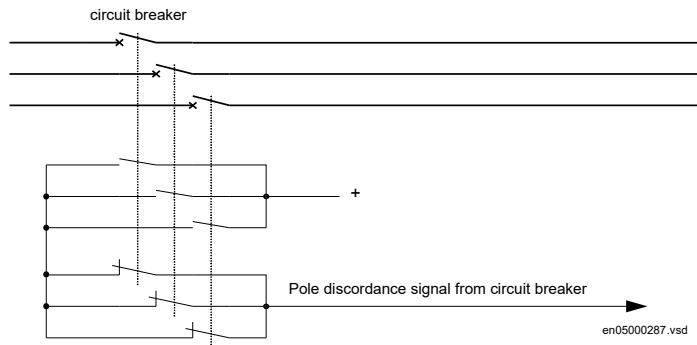 circuit breaker
+
Pole discordance signal from circuit breaker
en05000287.vsd